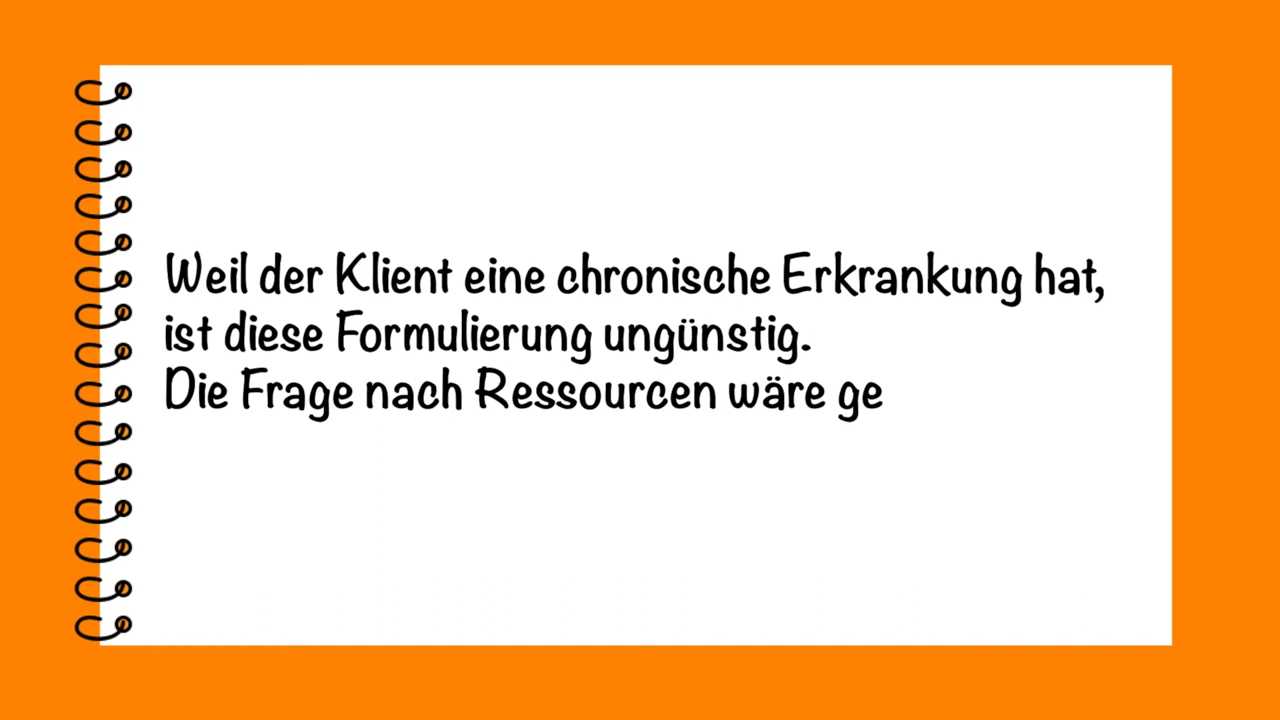 Weil der Klient eine chronische Erkrankung hat,
ist diese Formulierung ungünstig.
Die Frage nach Ressourcen wäre ge